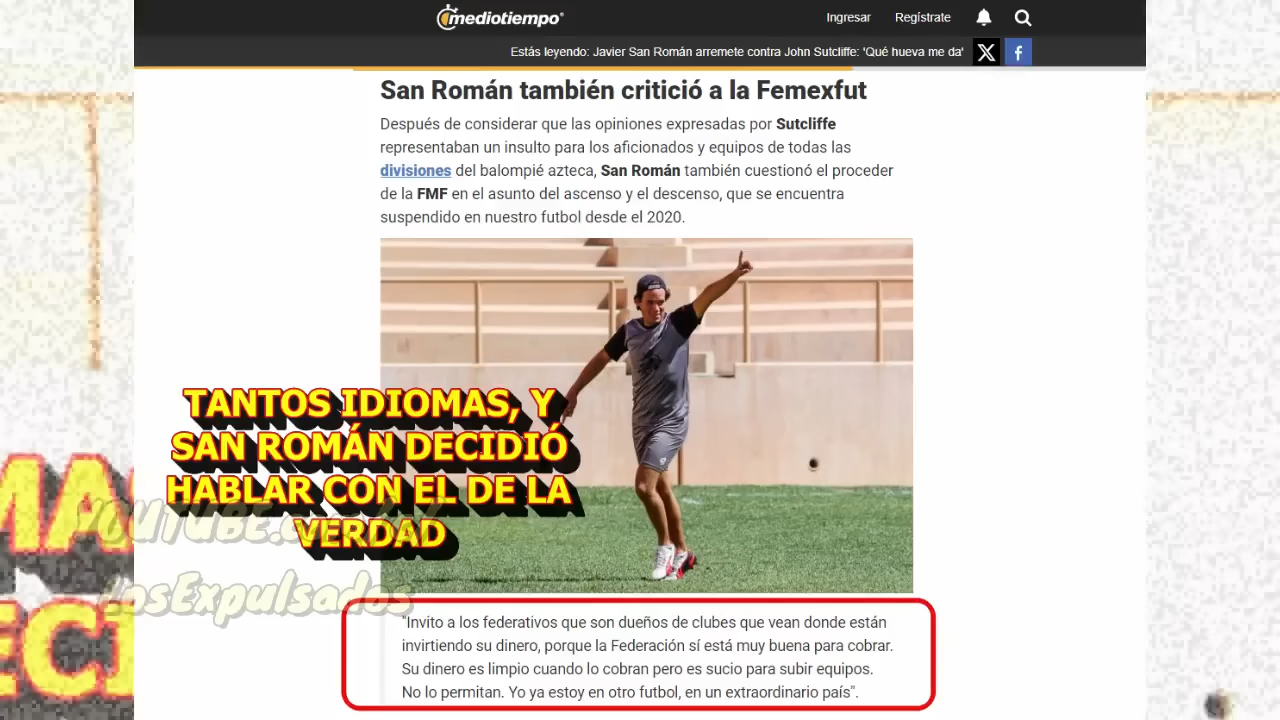 mediotiempo
Ingresar Regístrate
Estás leyendo: Javier San Román arremete contra John Sutcliffe: 'Qué hueva me da'
San Román también critició a la Femexfut
Después de considerar que las opiniones expresadas por Sutcliffe
representaban un insulto para los aficionados y equipos de todas las
divisiones del balompié azteca, San Román también cuestionó el proceder
de la FMF en el asunto del ascenso y el descenso, que se encuentra
suspendido en nuestro futbol desde el 2020.
TANTOS IDIOMAS, Y
SAN ROMÁN DECIDIÓ
HABLAR CON EL DE LA
VERDAD
LosExpulsados
"Invito a los federativos que son dueños de clubes que vean donde están
invirtiendo su dinero, porque la Federación sí está muy buena para cobrar.
Su dinero es limpio cuando lo cobran pero es sucio para subir equipos.
No lo permitan. Yo ya estoy en otro futbol, en un extraordinario país".